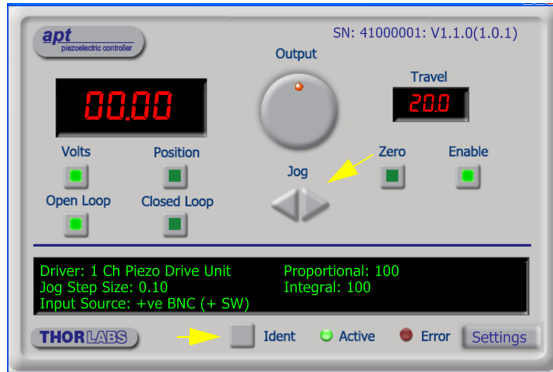 apt
piezoelectric controller
SN: 41000001: V1.1.0(1.0.1)
Output
Travel
00.00
20.0
Volts
Position
Zero
Enable
Jog
Open Loop
Closed Loop
Driver: 1 Ch Piezo Drive Unit
Proportional: 100
Jog Step Size: 0.10
Integral: 100
Input Source: +ve BNC (+ SW)
THORLABS
Ident
Active
Error
Settings